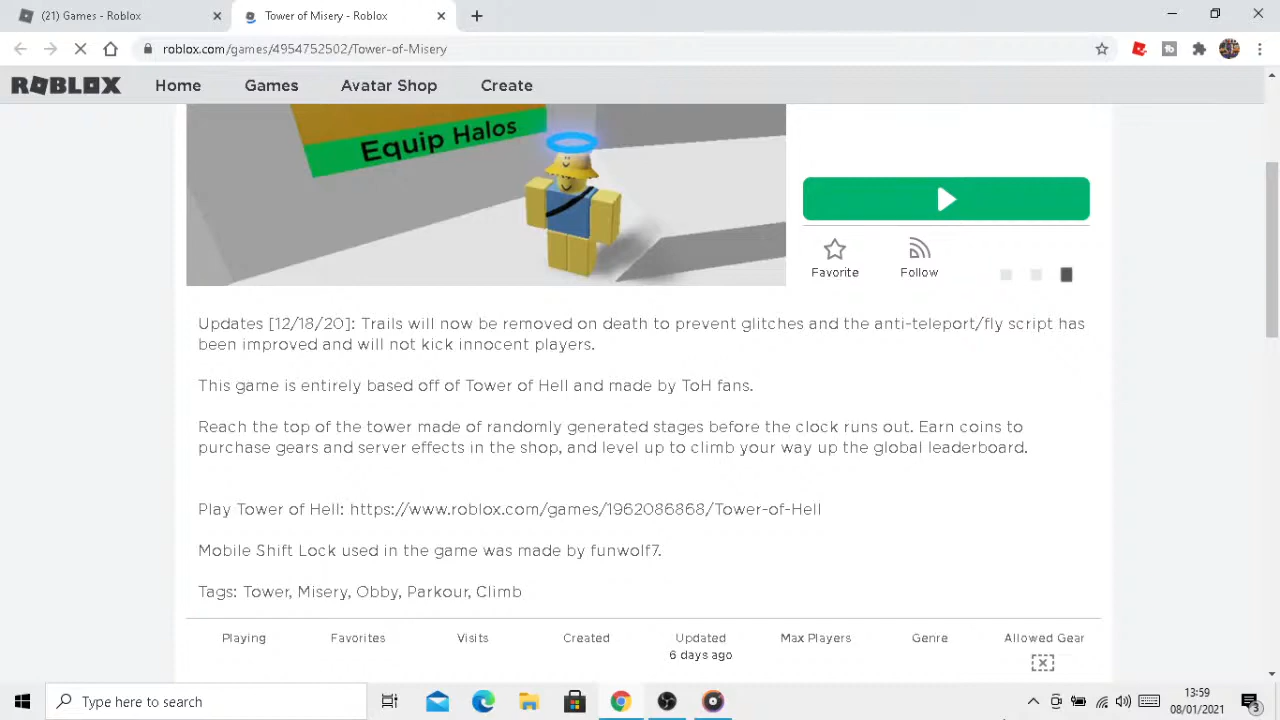 (21) Games - Roblox
Tower of Misery - Roblox
roblox.com/games/4954752502/Tower-of-Misery
ROBLOX Home Games Avatar Shop Create
Equip Halos
Favorite Follow
Updates [12/18/20]: Trails will now be removed on death to prevent glitches and the anti-teleport/fly script has
been improved and will not kick innocent players.
This game is entirely based off of Tower of Hell and made by ToH fans.
Reach the top of the tower made of randomly generated stages before the clock runs out. Earn coins to
purchase gears and server effects in the shop, and level up to climb your way up the global leaderboard.
Play Tower of Hell: https://www.roblox.com/games/1962086868/Tower-of-Hell
Mobile Shift Lock used in the game was made by funwolf7.
Tags: Tower, Misery, Obby, Parkour, Climb
Playing Favorites Visits Created Updated Max Players Genre Allowed Gear
6 days ago
Type here to search
13:59
08/01/2021
3